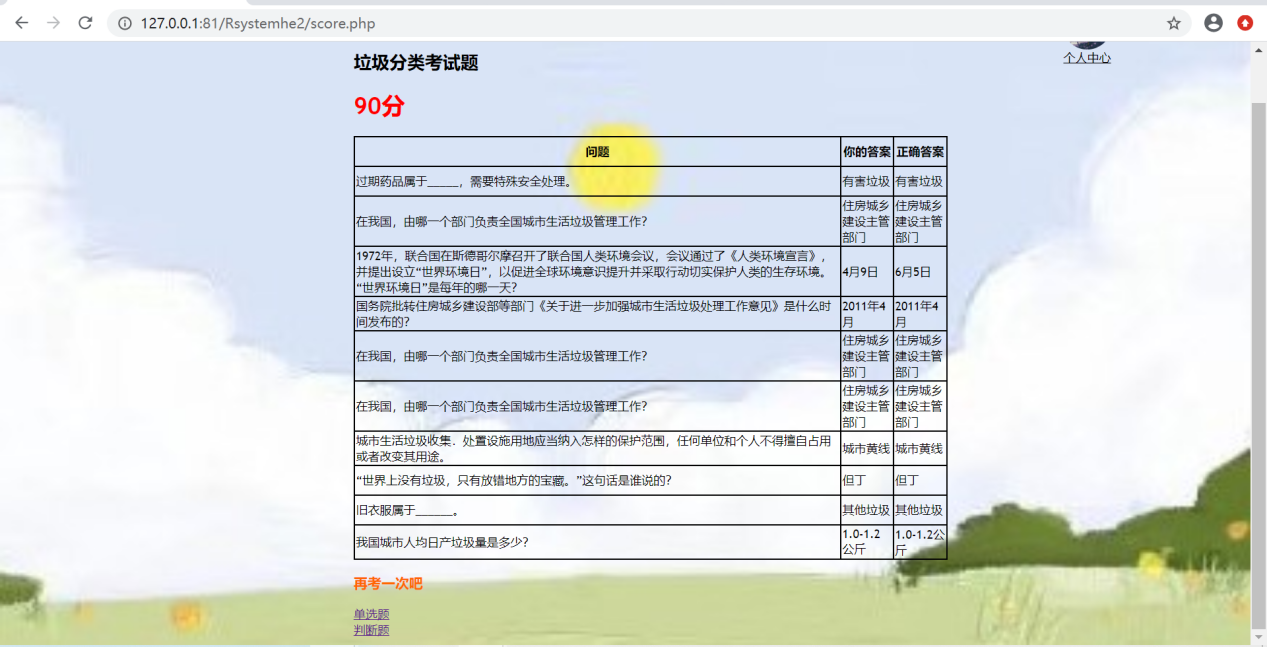 127.0.0.1:81/Rsystemhe2/score.php
个人中心
垃圾分类考试题
90分
问题 你的答案 正确答案
过期药品属于_____，需要特殊安全处理。 有害垃圾 有害垃圾
在我国，由哪一个部门负责全国城市生活垃圾管理工作？
住房城乡 住房城乡
建设主管 建设主管
部门 部门
1972年，联合国在斯德哥尔摩召开了联合国人类环境会议，会议通过了《人类环境宣言》，
并提出设立“世界环境日”，以促进全球环境意识提升并采取行动切实保护人类的生存环境。
“世界环境日”是每年的哪一天？
4月9日 6月5日
国务院批转住房城乡建设部等部门《关于进一步加强城市生活垃圾处理工作意见》是什么时
间发布的？
2011年4 2011年4
月 月
在我国，由哪一个部门负责全国城市生活垃圾管理工作？
住房城乡 住房城乡
建设主管 建设主管
部门 部门
在我国，由哪一个部门负责全国城市生活垃圾管理工作？
住房城乡 住房城乡
建设主管 建设主管
部门 部门
城市生活垃圾收集．处置设施用地应当纳入怎样的保护范围，任何单位和个人不得擅自占用
或者改变其用途。
城市黄线 城市黄线
“世界上没有垃圾，只有放错地方的宝藏。”这句话是谁说的？ 但丁 但丁
旧衣服属于______。 其他垃圾 其他垃圾
我国城市人均日产垃圾量是多少？
1.0-1.2 1.0-1.2公
公斤 斤
再考一次吧
单选题
判断题